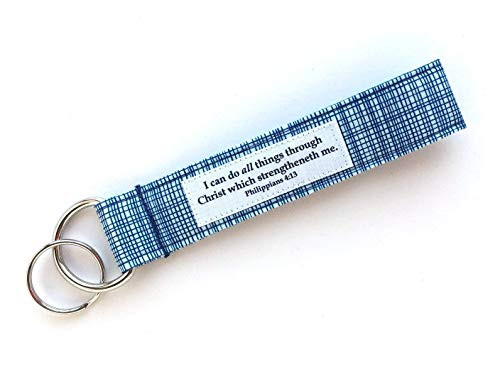 I can do all things through
Christ which strengtheneth me.
Philippians 4:13